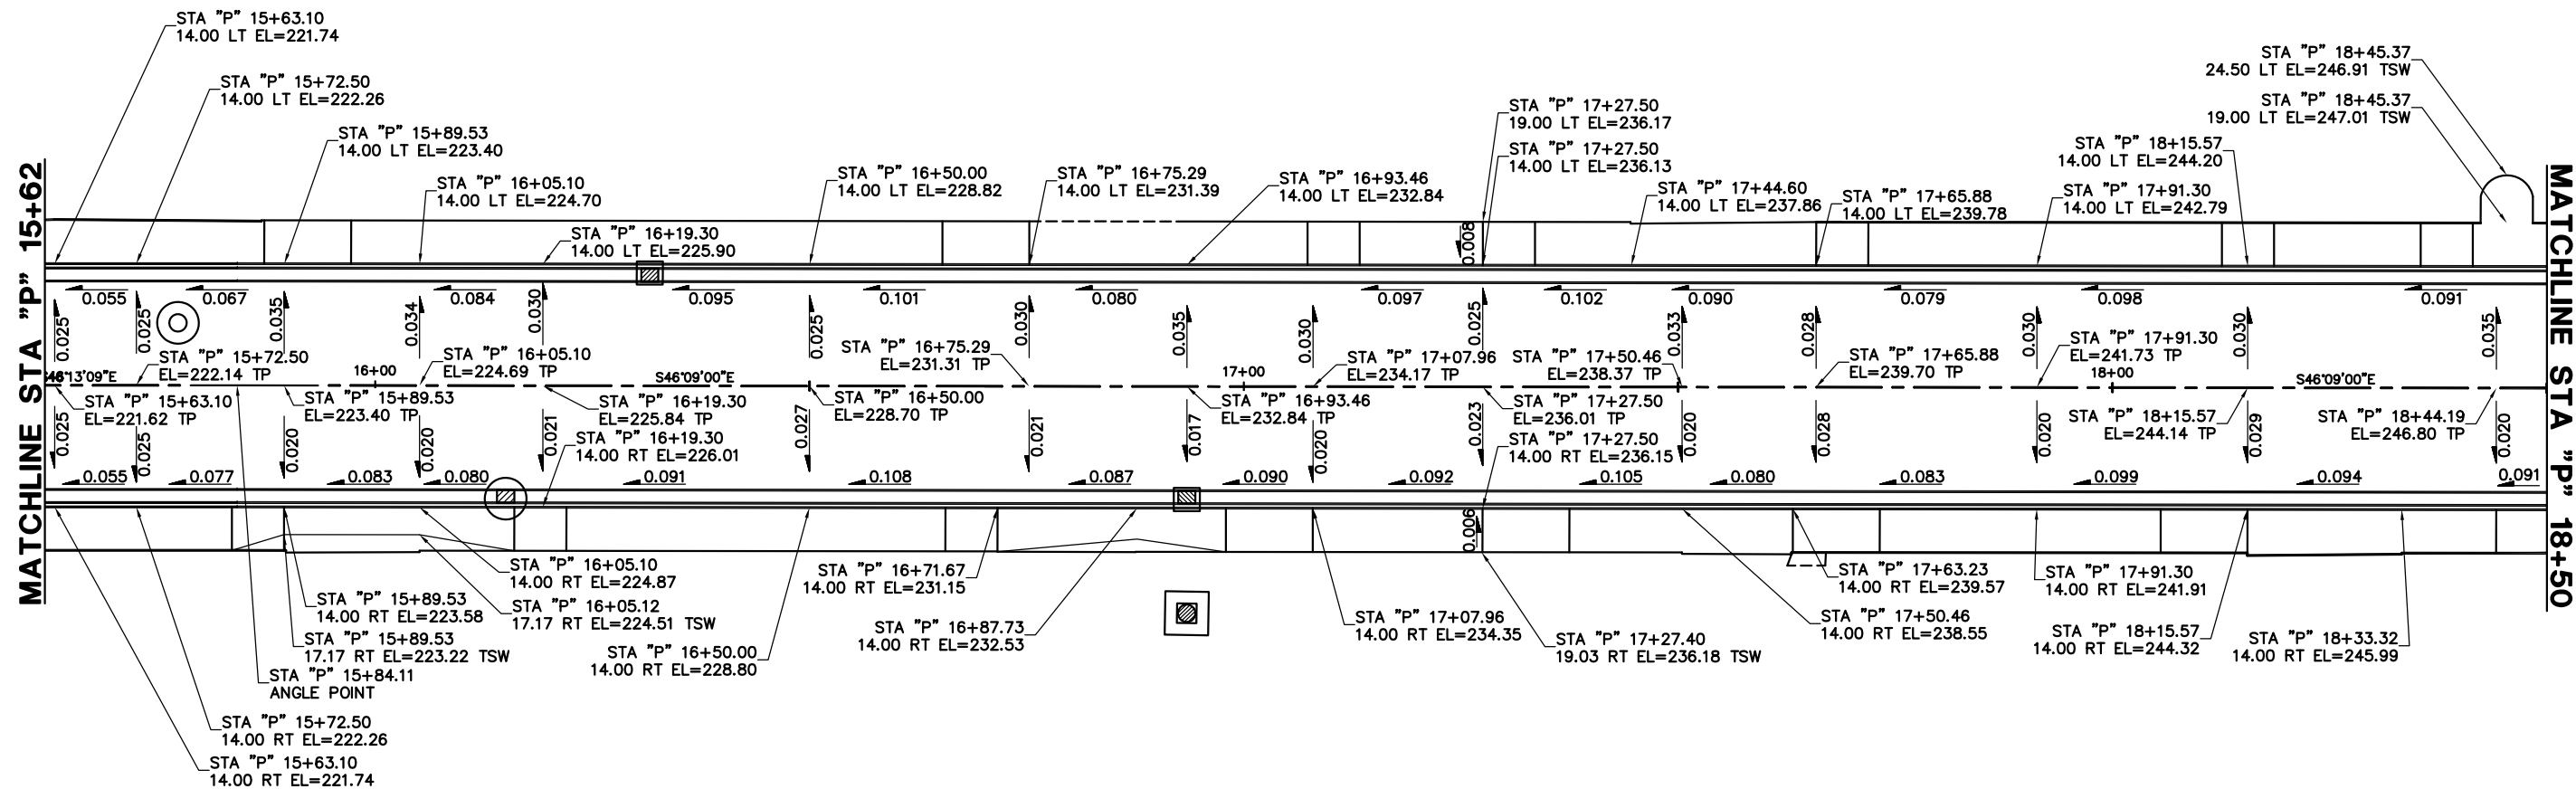 STA "P" 15+63.10
14.00 LT EL=221.74
STA "P" 15+72.50
14.00 LT EL=222.26
STA "P" 15+89.53
14.00 LT EL=223.40
STA "P" 16+05.10
14.00 LT EL=224.70
STA "P" 16+19.30
14.00 LT EL=225.90
STA "P" 16+50.00
14.00 LT EL=228.82
STA "P" 16+75.29
14.00 LT EL=231.39
STA "P" 16+93.46
14.00 LT EL=232.84
STA "P" 17+27.50
19.00 LT EL=236.17
STA "P" 17+27.50
14.00 LT EL=236.13
STA "P" 17+44.60
14.00 LT EL=237.86
STA "P" 17+65.88
14.00 LT EL=239.78
STA "P" 17+91.30
14.00 LT EL=242.79
STA "P" 18+15.57
14.00 LT EL=244.20
STA "P" 18+45.37
24.50 LT EL=246.91 TSW
STA "P" 18+45.37
19.00 LT EL=247.01 TSW
MATCHLINE STA "P" 15+62
MATCHLINE STA "P" 18+50
0.008
0.055
0.067
0.084
0.095
0.101
0.080
0.097
0.102
0.090
0.079
0.098
0.091
0.025
0.025
0.035
0.034
0.030
0.025
0.030
0.035
0.030
0.025
0.033
0.028
0.030
0.030
0.035
S46°13'09"E
STA "P" 15+72.50
EL=222.14 TP
16+00
STA "P" 16+05.10
EL=224.69 TP
S46°09'00"E
STA "P" 16+75.29
EL=231.31 TP
17+00
STA "P" 17+07.96
EL=234.17 TP
STA "P" 17+50.46
EL=238.37 TP
STA "P" 17+65.88
EL=239.70 TP
STA "P" 17+91.30
EL=241.73 TP
18+00
S46°09'00"E
STA "P" 15+63.10
EL=221.62 TP
STA "P" 15+89.53
EL=223.40 TP
STA "P" 16+19.30
EL=225.84 TP
STA "P" 16+50.00
EL=228.70 TP
STA "P" 16+93.46
EL=232.84 TP
STA "P" 17+27.50
EL=236.01 TP
STA "P" 18+15.57
EL=244.14 TP
STA "P" 18+44.19
EL=246.80 TP
STA "P" 16+19.30
14.00 RT EL=226.01
STA "P" 17+27.50
14.00 RT EL=236.15
0.025
0.025
0.020
0.020
0.021
0.027
0.021
0.017
0.020
0.023
0.020
0.028
0.020
0.029
0.020
0.055
0.077
0.083
0.080
0.091
0.108
0.087
0.090
0.092
0.105
0.080
0.083
0.099
0.094
0.091
0.006
STA "P" 16+05.10
14.00 RT EL=224.87
STA "P" 16+05.12
17.17 RT EL=224.51 TSW
STA "P" 15+89.53
14.00 RT EL=223.58
STA "P" 15+89.53
17.17 RT EL=223.22 TSW
STA "P" 15+84.11
ANGLE POINT
STA "P" 15+72.50
14.00 RT EL=222.26
STA "P" 15+63.10
14.00 RT EL=221.74
STA "P" 16+50.00
14.00 RT EL=228.80
STA "P" 16+71.67
14.00 RT EL=231.15
STA "P" 16+87.73
14.00 RT EL=232.53
STA "P" 17+07.96
14.00 RT EL=234.35
STA "P" 17+27.40
19.03 RT EL=236.18 TSW
STA "P" 17+63.23
14.00 RT EL=239.57
STA "P" 17+50.46
14.00 RT EL=238.55
STA "P" 17+91.30
14.00 RT EL=241.91
STA "P" 18+15.57
14.00 RT EL=244.32
STA "P" 18+33.32
14.00 RT EL=245.99